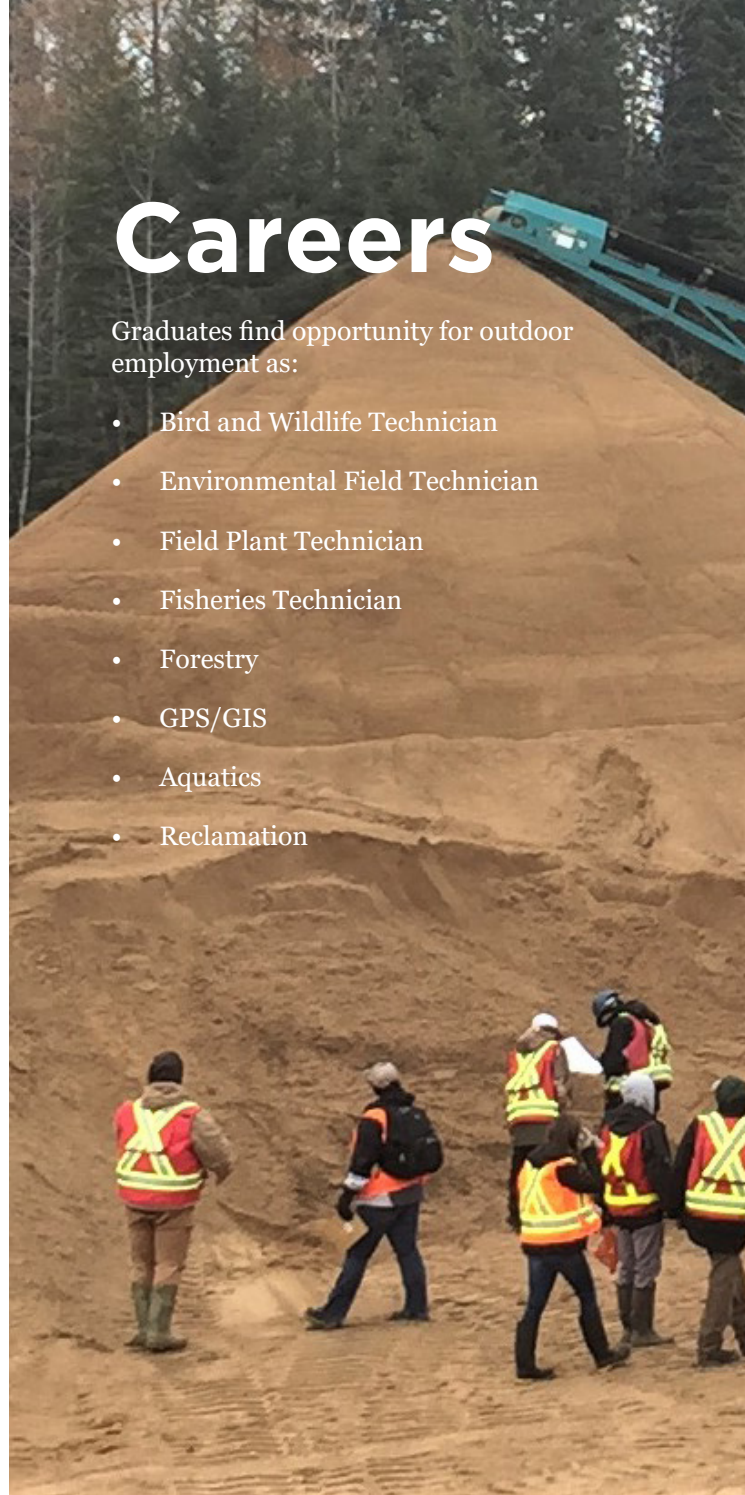 Careers
Graduates find opportunity for outdoor
employment as:
• Bird and Wildlife Technician
• Environmental Field Technician
• Field Plant Technician
• Fisheries Technician
• Forestry
• GPS/GIS
• Aquatics
• Reclamation